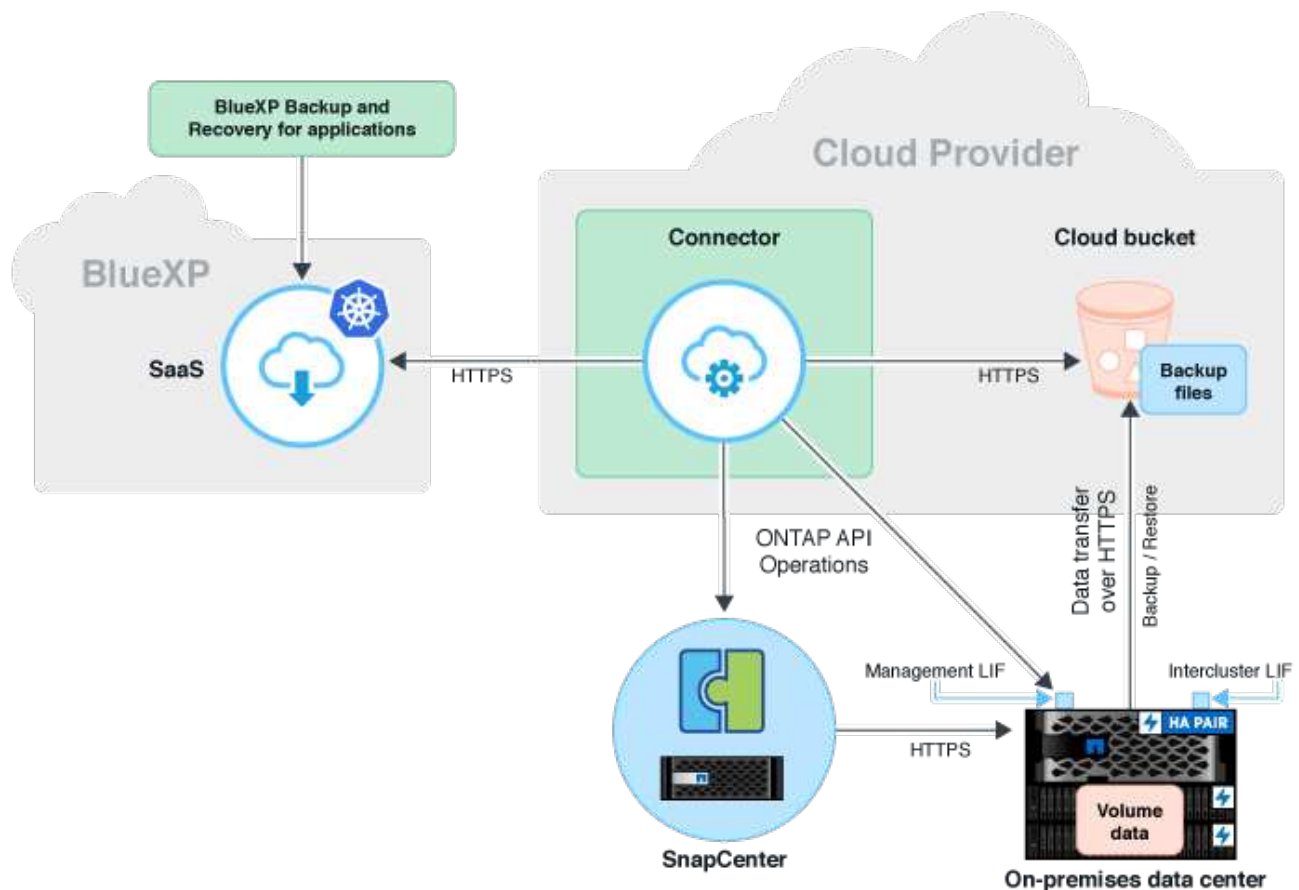 BlueXP Backup and
Recovery for applications
Cloud Provider
BlueXP
SaaS
HTTPS
Connector
HTTPS
Cloud bucket
Backup
files
ONTAP API
Operations
Data transfer
over HTTPS
Backup / Restore
Management LIF
Intercluster LIF
HA PAIR
HTTPS
Volume
data
SnapCenter
On-premises data center